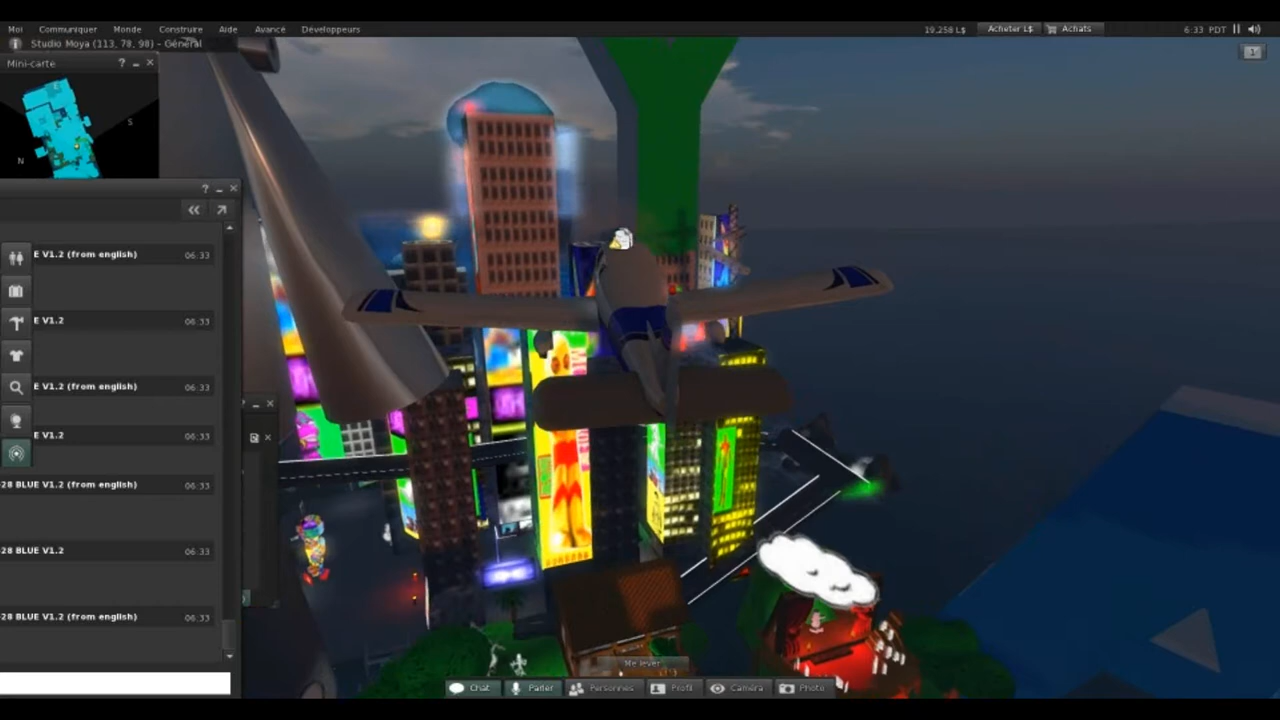 Moi Communiquer Monde Construire Aide Avancé Développeurs 19,258 L$ Acheter L$ Achats 6:33 PDT
Studio Moya (113, 78, 98) - Général
Mini-carte ? 3
S
N
?
E V1.2 (from english) 06:33
E V1.2 06:33
E V1.2 (from english) 06:33
E V1.2 06:33
-28 BLUE V1.2 (from english) 06:33
-28 BLUE V1.2 06:33
-28 BLUE V1.2 (from english) 06:33
Me lever
Chat Parler Personnes Profil Caméra Photo